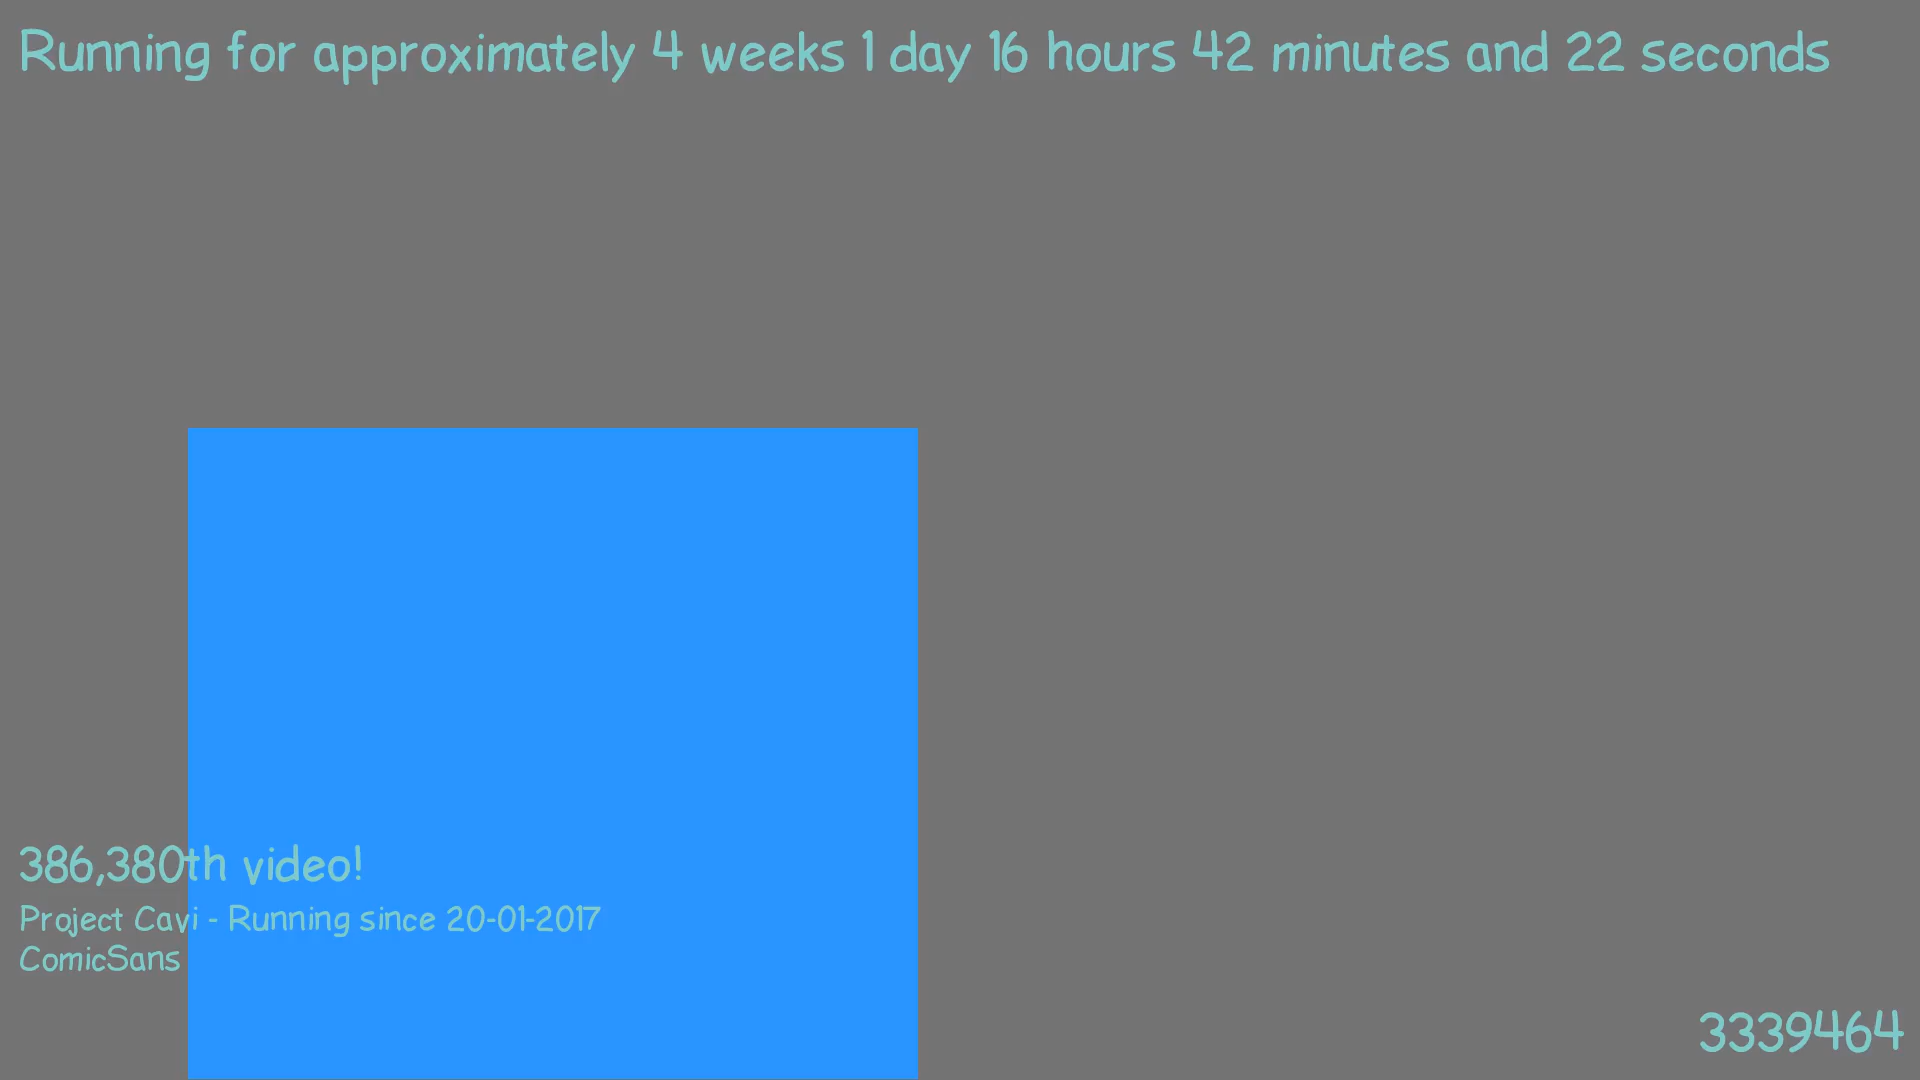 Running for approximately 4 weeks 1 day 16 hours 42 minutes and 22 seconds
386,380th video!
Project Cavi - Running since 20-01-2017
ComicSans
3339464